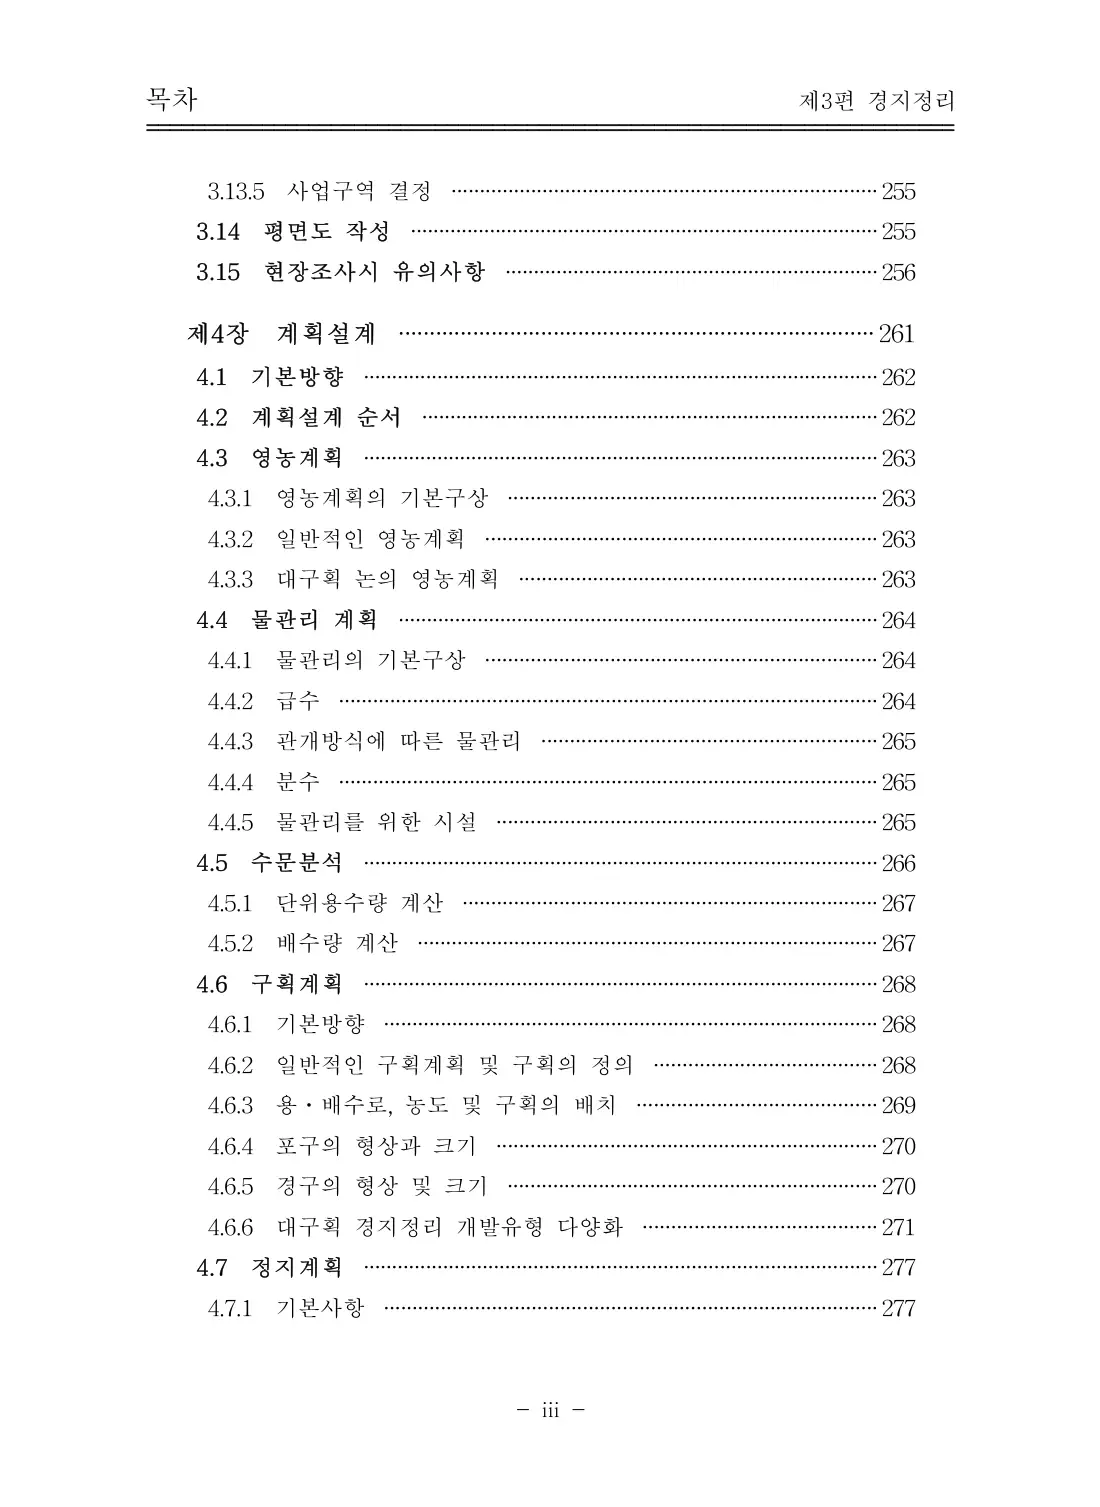 목차 제3편 경지정리
3.13.5 사업구역 결정 ········ 255
3.14 평면도 작성 ········ 255
3.15 현장조사시 유의사항 ········ 256
제4장 계획설계 ········ 261
4.1 기본방향 ········ 262
4.2 계획설계 순서 ········ 262
4.3 영농계획 ········ 263
4.3.1 영농계획의 기본구상 ········ 263
4.3.2 일반적인 영농계획 ········ 263
4.3.3 대구획 논의 영농계획 ········ 263
4.4 물관리 계획 ········ 264
4.4.1 물관리의 기본구상 ········ 264
4.4.2 급수 ········ 264
4.4.3 관개방식에 따른 물관리 ········ 265
4.4.4 분수 ········ 265
4.4.5 물관리를 위한 시설 ········ 265
4.5 수문분석 ········ 266
4.5.1 단위용수량 계산 ········ 267
4.5.2 배수량 계산 ········ 267
4.6 구획계획 ········ 268
4.6.1 기본방향 ········ 268
4.6.2 일반적인 구획계획 및 구획의 정의 ········ 268
4.6.3 용·배수로, 농도 및 구획의 배치 ········ 269
4.6.4 포구의 형상과 크기 ········ 270
4.6.5 경구의 형상 및 크기 ········ 270
4.6.6 대구획 경지정리 개발유형 다양화 ········ 271
4.7 정지계획 ········ 277
4.7.1 기본사항 ········ 277
- iii -